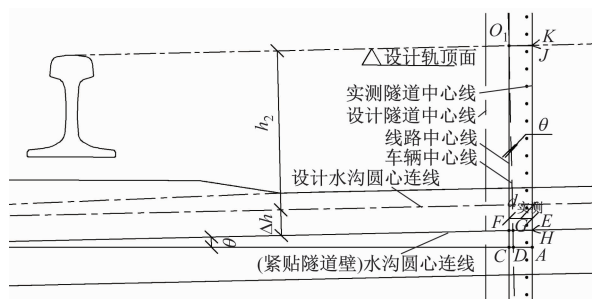 O₁
K
J
△设计轨顶面
实测隧道中心线
设计隧道中心线
θ
线路中心线
车辆中心线
h₂
设计水沟圆心连线
d
实测
Δh
F
G
E
θ
H
(紧贴隧道壁)水沟圆心连线
C
D
A